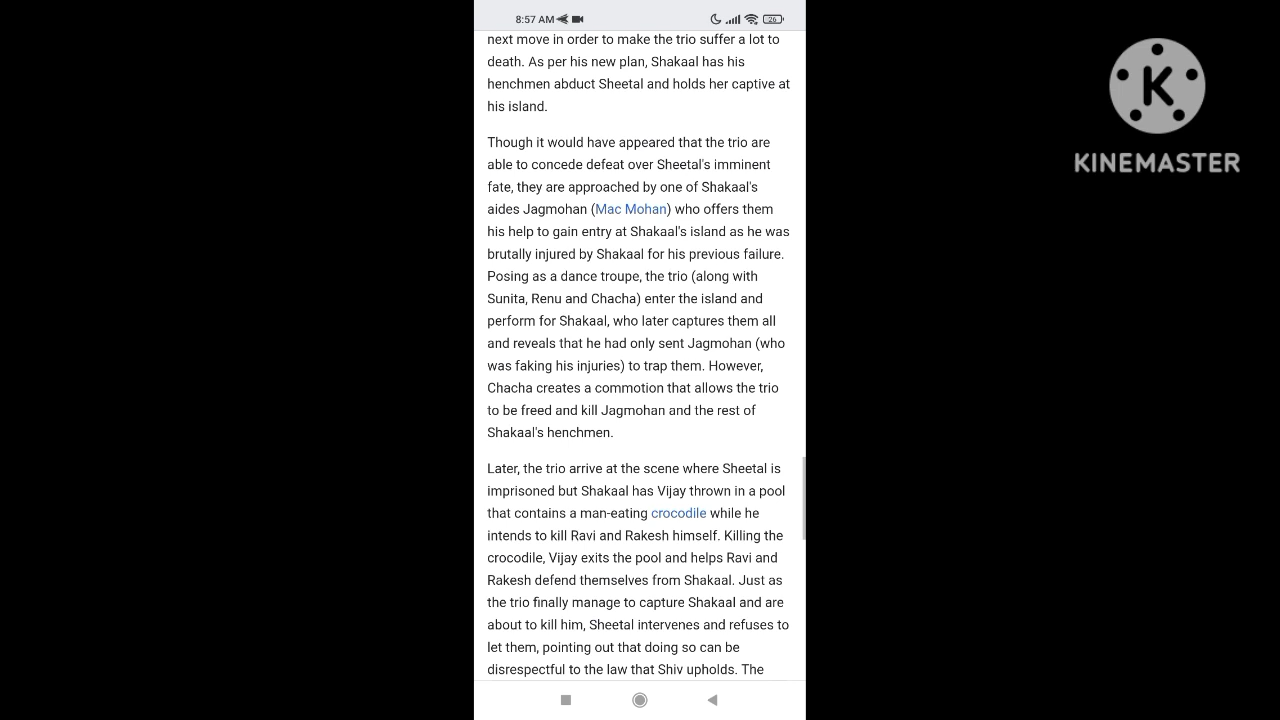 8:57 AM
26
next move in order to make the trio suffer a lot to
death. As per his new plan, Shakaal has his
henchmen abduct Sheetal and holds her captive at
his island.
Though it would have appeared that the trio are
able to concede defeat over Sheetal's imminent
fate, they are approached by one of Shakaal's
aides Jagmohan (Mac Mohan) who offers them
his help to gain entry at Shakaal's island as he was
brutally injured by Shakaal for his previous failure.
Posing as a dance troupe, the trio (along with
Sunita, Renu and Chacha) enter the island and
perform for Shakaal, who later captures them all
and reveals that he had only sent Jagmohan (who
was faking his injuries) to trap them. However,
Chacha creates a commotion that allows the trio
to be freed and kill Jagmohan and the rest of
Shakaal's henchmen.
Later, the trio arrive at the scene where Sheetal is
imprisoned but Shakaal has Vijay thrown in a pool
that contains a man-eating crocodile while he
intends to kill Ravi and Rakesh himself. Killing the
crocodile, Vijay exits the pool and helps Ravi and
Rakesh defend themselves from Shakaal. Just as
the trio finally manage to capture Shakaal and are
about to kill him, Sheetal intervenes and refuses to
let them, pointing out that doing so can be
disrespectful to the law that Shiv upholds. The
K
KINEMASTER